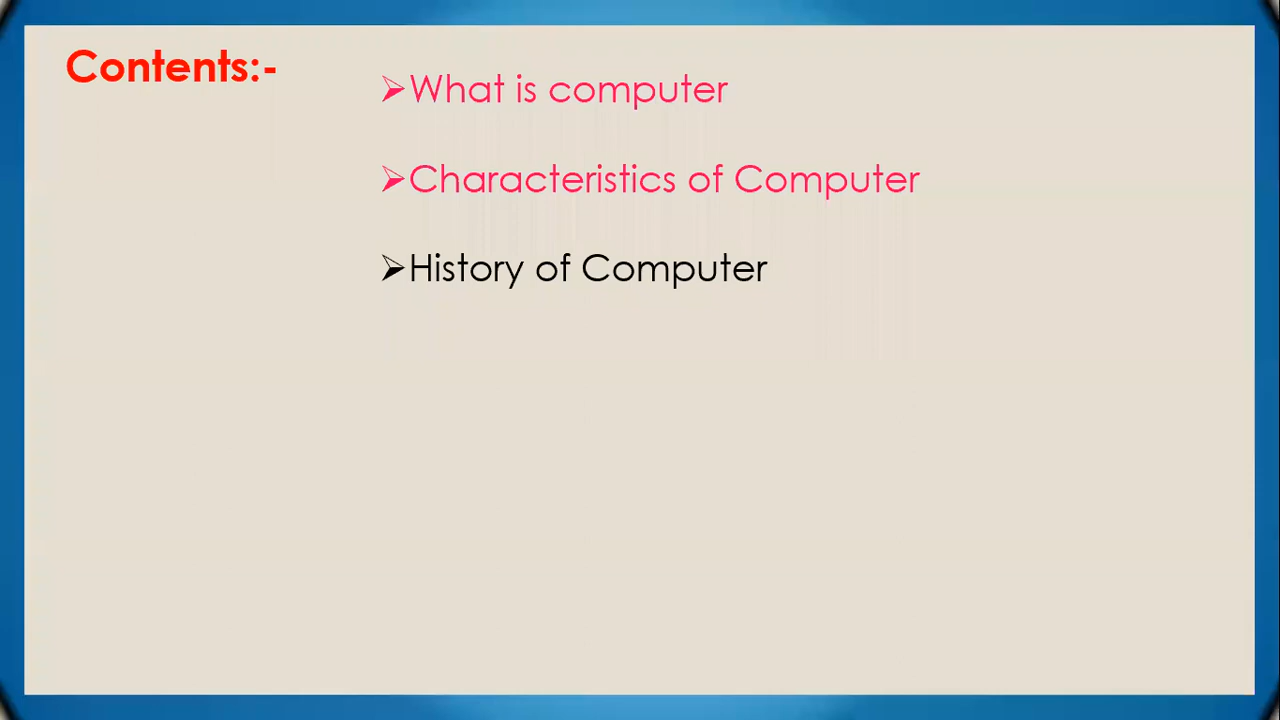 Contents:-
➢What is computer
➢Characteristics of Computer
➢History of Computer